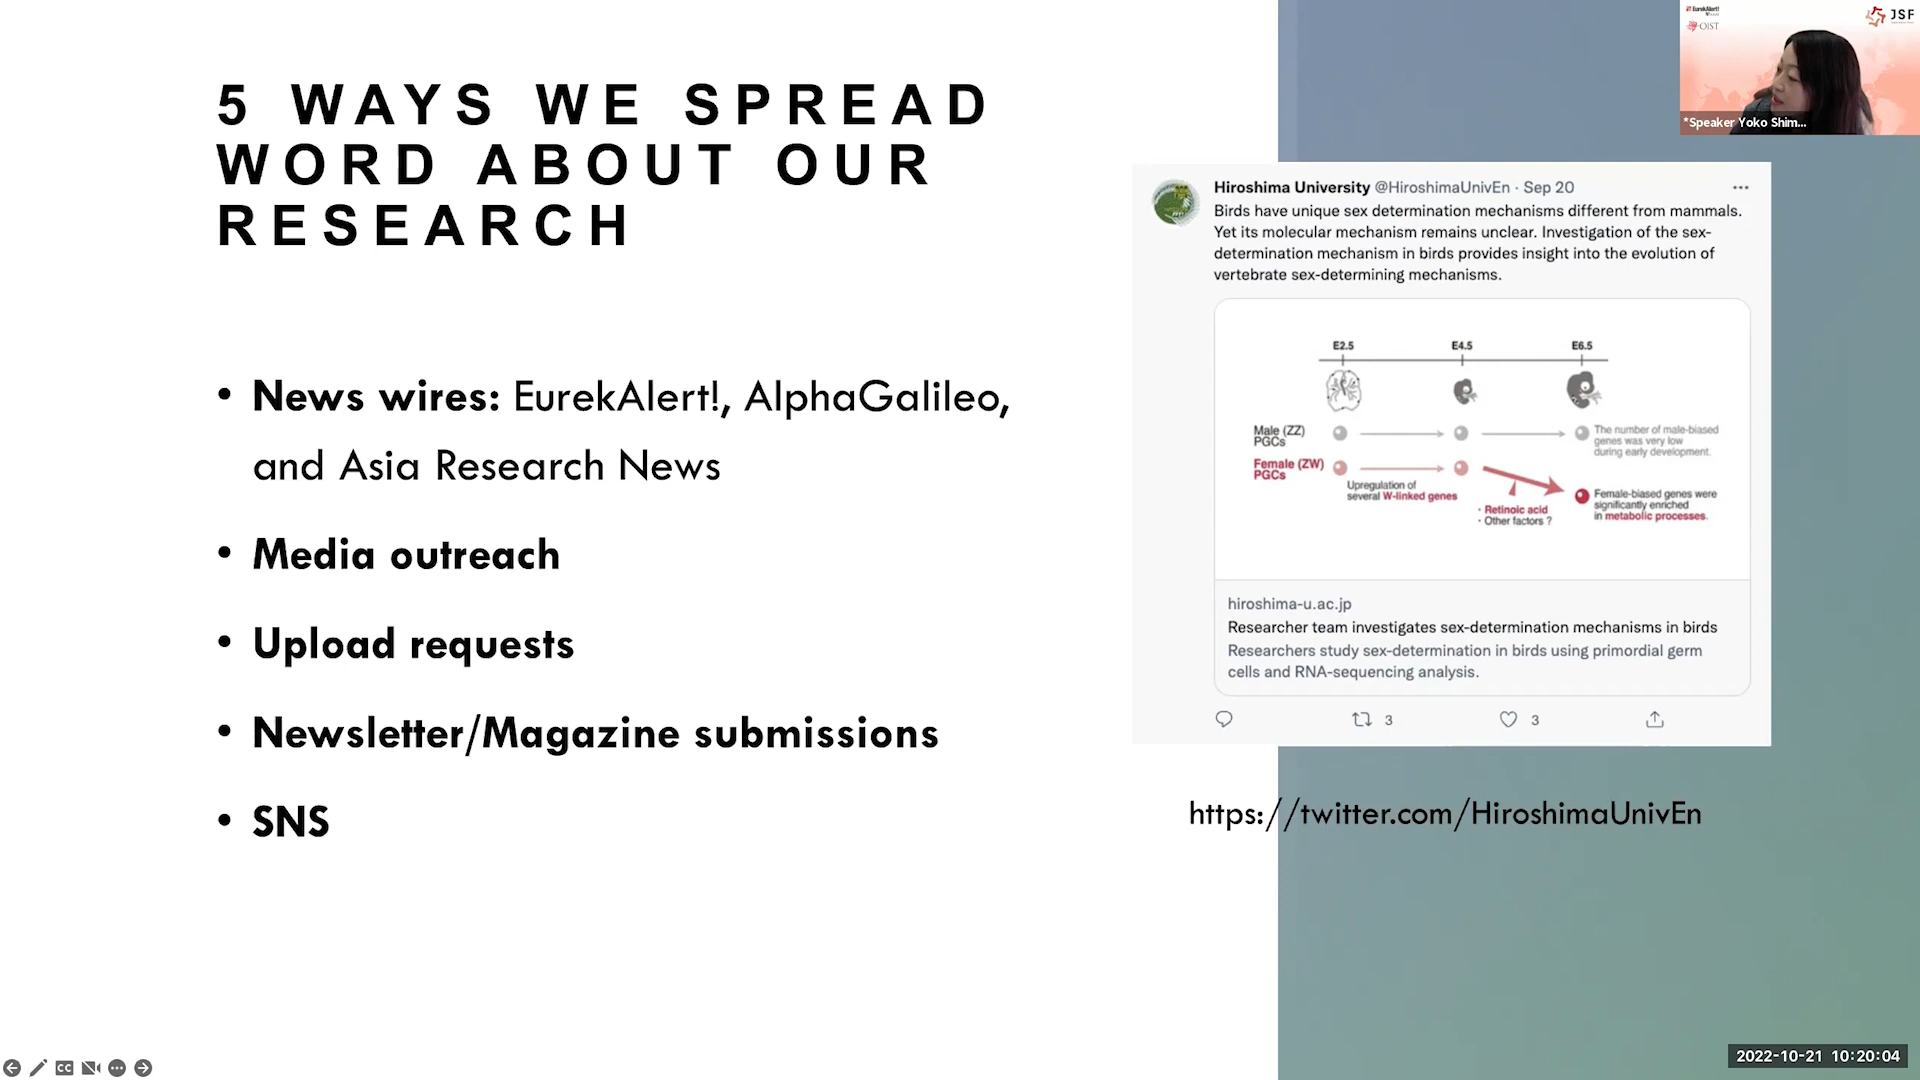 5 WAYS WE SPREAD
WORD ABOUT OUR
RESEARCH
• News wires: EurekAlert!, AlphaGalileo,
and Asia Research News
• Media outreach
• Upload requests
• Newsletter/Magazine submissions
• SNS
EurekAlert!
OIST
JSF
*Speaker Yoko Shim...
Hiroshima University @HiroshimaUnivEn · Sep 20
Birds have unique sex determination mechanisms different from mammals.
Yet its molecular mechanism remains unclear. Investigation of the sex-
determination mechanism in birds provides insight into the evolution of
vertebrate sex-determining mechanisms.
E2.5 E4.5 E6.5
Male (ZZ)
PGCs
The number of male-biased
genes was very low
during early development.
Female (ZW)
PGCs
Upregulation of
several W-linked genes
· Retinoic acid
· Other factors ?
Female-biased genes were
significantly enriched
in metabolic processes.
hiroshima-u.ac.jp
Researcher team investigates sex-determination mechanisms in birds
Researchers study sex-determination in birds using primordial germ
cells and RNA-sequencing analysis.
3 3
https://twitter.com/HiroshimaUnivEn
CC
2022-10-21 10:20:04